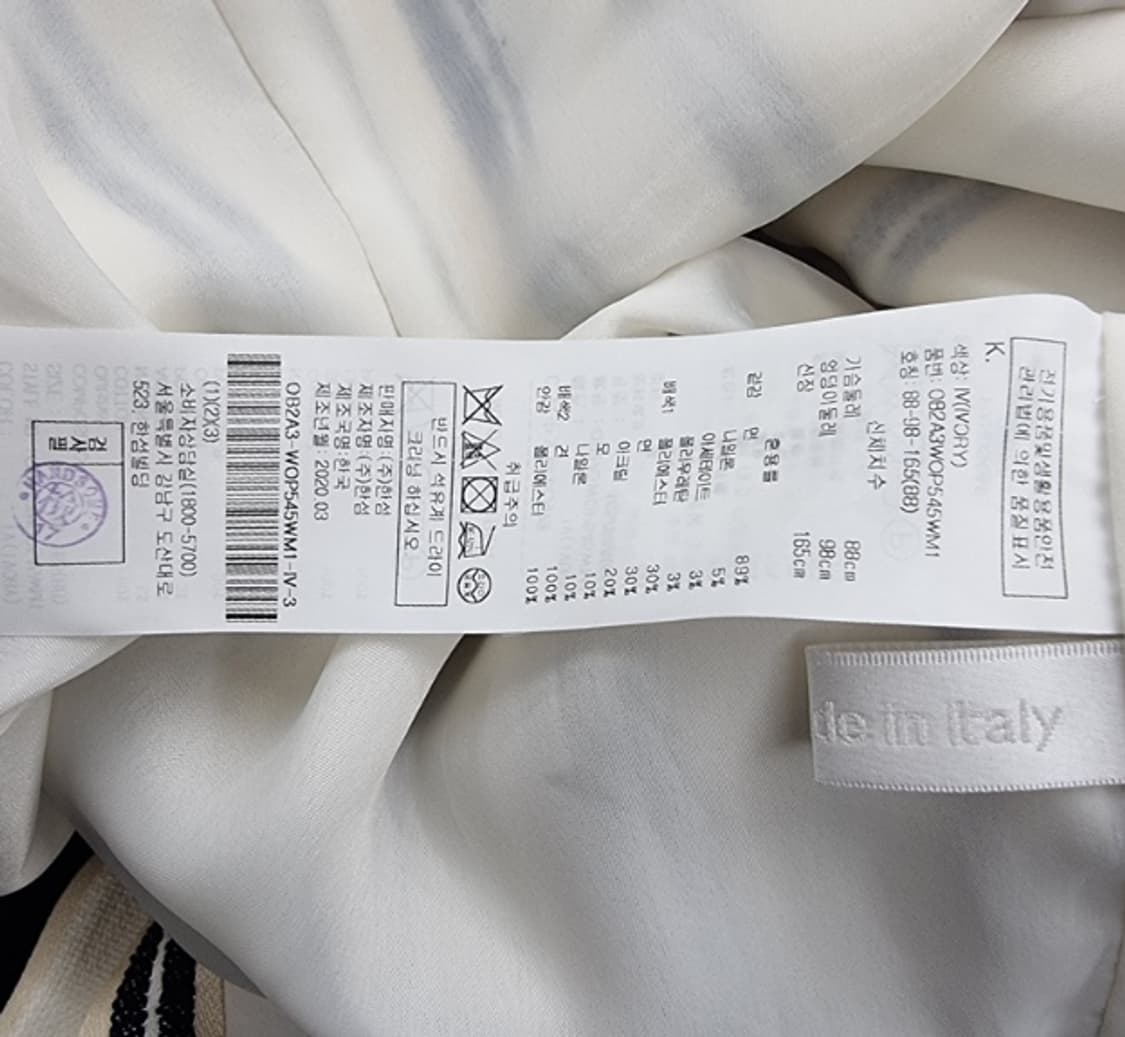 K.
전기용품및생활용품안전
관리법에 의한 품질표시
색상: IV(IVORY)
품번: OB2A3WOP545WM1
호칭: 88-98-165(88)
신체치수
가슴둘레 88cm
엉덩이둘레 98cm
신장 165cm
혼용률
겉감 면 89%
나일론 5%
아세테이트 3%
폴리우레탄 3%
배색1 폴리에스터 30%
면 30%
아크릴 20%
모 10%
나일론 10%
배색2 견 100%
안감 폴리에스터 100%
취급주의
반드시 석유계 드라이
크리닝 하십시오.
판매자명:(주)한섬
제조자명:(주)한섬
제조국명:한국
제조년월: 2020 03
OB2A3-WOP545WM1-IV-3
(1)(2)(3)
소비자상담실(1800-5700)
서울특별시 강남구 도산대로
523 한섬빌딩
검사필
de in Italy